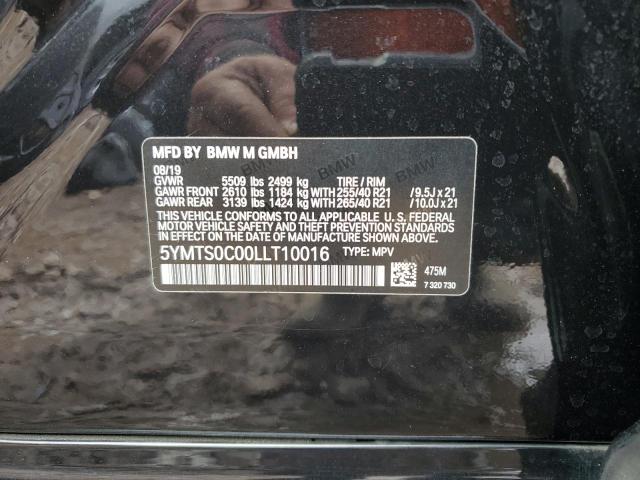 MFD BY BMW M GMBH
08/19
GVWR 5509 lbs 2499 kg TIRE / RIM
GAWR FRONT 2610 lbs 1184 kg WITH 255/40 R21 /9.5J x 21
GAWR REAR 3139 lbs 1424 kg WITH 265/40 R21 /10.0J x 21
THIS VEHICLE CONFORMS TO ALL APPLICABLE U. S. FEDERAL
MOTOR VEHICLE SAFETY STANDARDS IN EFFECT ON THE DATE
OF MANUFACTURE SHOWN ABOVE.
5YMTS0C00LLT10016 TYPE: MPV
475M
7 320 730